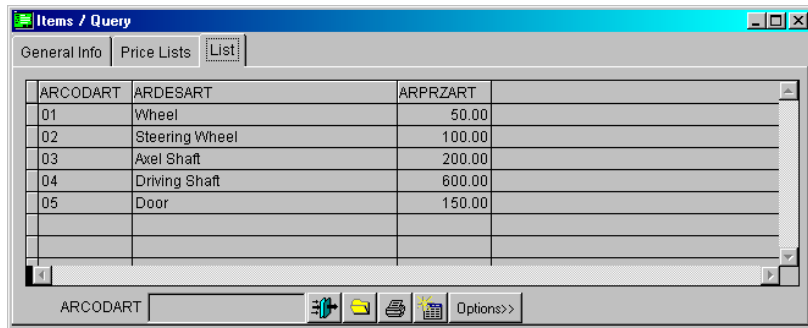 Items / Query
General Info Price Lists List
ARCODART ARDESART ARPRZART
01 Wheel 50.00
02 Steering Wheel 100.00
03 Axel Shaft 200.00
04 Driving Shaft 600.00
05 Door 150.00
ARCODART Options>>